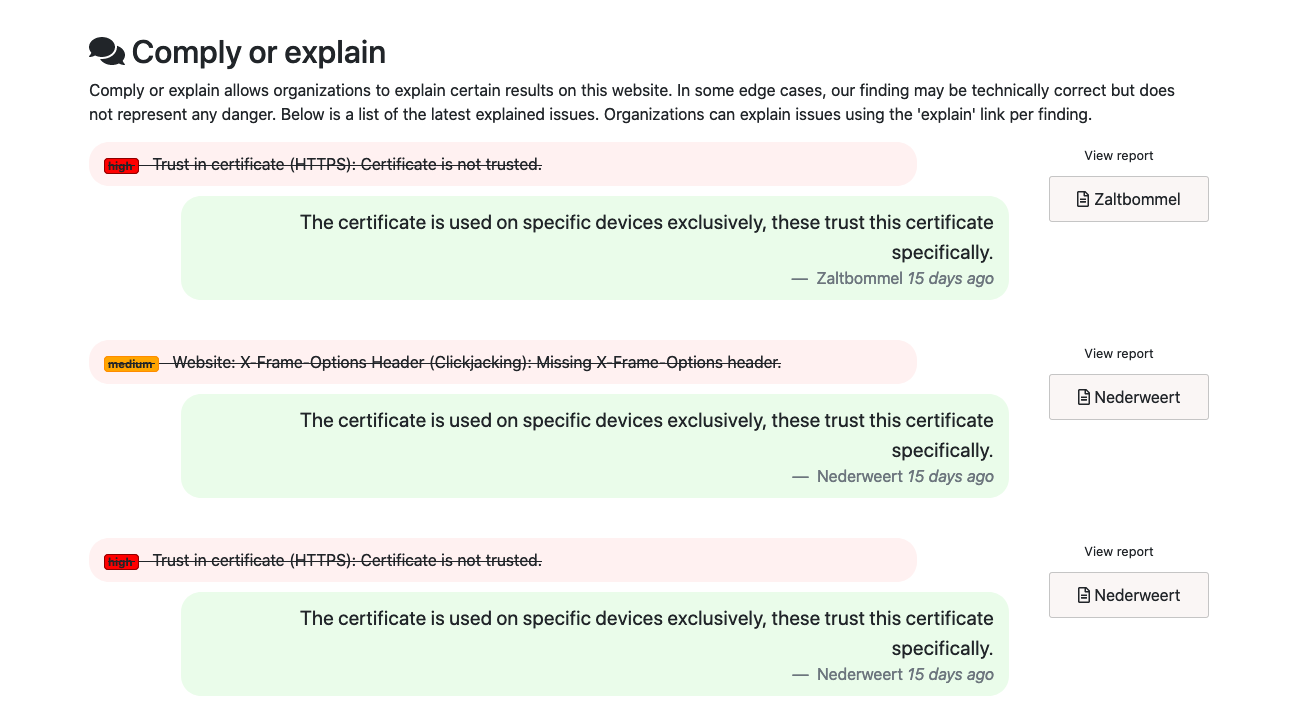 Comply or explain
Comply or explain allows organizations to explain certain results on this website. In some edge cases, our finding may be technically correct but does
not represent any danger. Below is a list of the latest explained issues. Organizations can explain issues using the 'explain' link per finding.
high Trust in certificate (HTTPS): Certificate is not trusted.
The certificate is used on specific devices exclusively, these trust this certificate
specifically.
— Zaltbommel 15 days ago
View report
Zaltbommel
medium Website: X-Frame-Options Header (Clickjacking): Missing X-Frame-Options header.
The certificate is used on specific devices exclusively, these trust this certificate
specifically.
— Nederweert 15 days ago
View report
Nederweert
high Trust in certificate (HTTPS): Certificate is not trusted.
The certificate is used on specific devices exclusively, these trust this certificate
specifically.
— Nederweert 15 days ago
View report
Nederweert